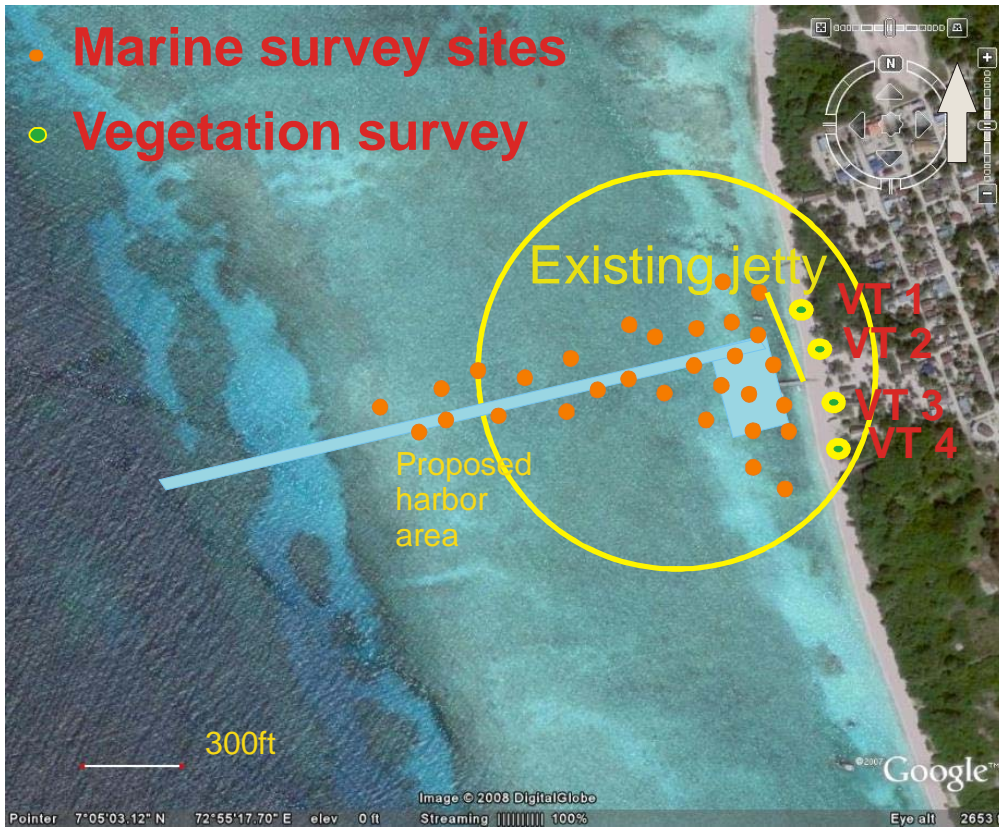 Marine survey sites
Vegetation survey
N
Existing jetty
VT 1
VT 2
VT 3
VT 4
Proposed
harbor
area
300ft
©2007 Google™
Image © 2008 DigitalGlobe
Pointer 7°05'03.12" N 72°55'17.70" E elev 0 ft Streaming ||||||||| 100% Eye alt 2653